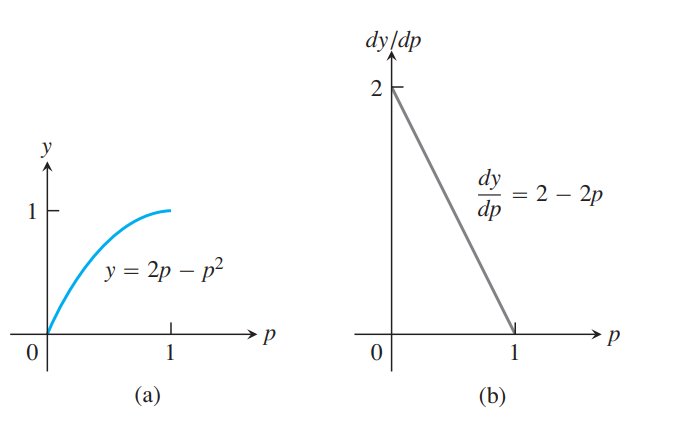 y
1
y = 2p − p²
0
1
p
(a)
dy/dp
2
dy/dp = 2 − 2p
0
1
p
(b)